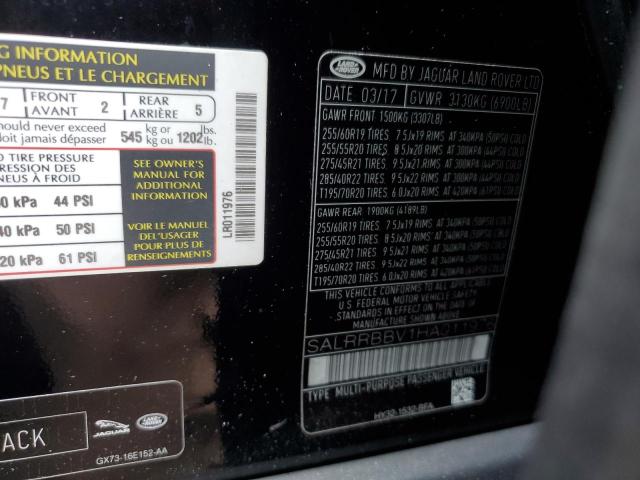 G INFORMATION
PNEUS ET LE CHARGEMENT
7 FRONT AVANT 2 REAR ARRIÈRE 5
hould never exceed
doit jamais dépasser 545 kg or kg ou 1202 lbs. lb.
D TIRE PRESSURE
ES
NEUS À FROID
0 kPa 44 PSI
40 kPa 50 PSI
20 kPa 61 PSI
SEE OWNER'S
MANUAL FOR
ADDITIONAL
INFORMATION
VOIR LE MANUEL
DE L'USAGER
POUR PLUS DE
RENSEIGNEMENTS
LR011976
LAND ROVER
MFD BY JAGUAR LAND ROVER LTD
DATE 03/17 GVWR 3130KG (6900LB)
GAWR FRONT 1500KG (3307LB)
255/60R19 TIRES 7.5Jx19 RIMS AT 340KPA (50PSI) COLD
255/55R20 TIRES 8.5Jx20 RIMS AT 300KPA (44PSI) COLD
275/45R21 TIRES 9.5Jx21 RIMS AT 300KPA (44PSI) COLD
285/40R22 TIRES 9.5Jx22 RIMS AT 300KPA (44PSI) COLD
T195/70R20 TIRES 6.0Jx20 RIMS AT 420KPA (61PSI) COLD
GAWR REAR 1900KG (4189LB)
255/60R19 TIRES 7.5Jx19 RIMS AT 340KPA (50PSI) COLD
255/55R20 TIRES 8.5Jx20 RIMS AT 340KPA (50PSI) COLD
275/45R21 TIRES 9.5Jx21 RIMS AT 340KPA (50PSI) COLD
285/40R22 TIRES 9.5Jx22 RIMS AT 340KPA (50PSI) COLD
T195/70R20 TIRES 6.0Jx20 RIMS AT 420KPA (61PSI) COLD
THIS VEHICLE CONFORMS TO ALL APPLICABLE
U S FEDERAL MOTOR VEHICLE SAFETY
STANDARDS IN EFFECT ON THE DATE OF
MANUFACTURE SHOWN ABOVE
TYPE MULTI-PURPOSE PASSENGER VEHICLE
HY32-1532-BFA
ACK
JAGUAR
LAND ROVER
GX73-16E152-AA